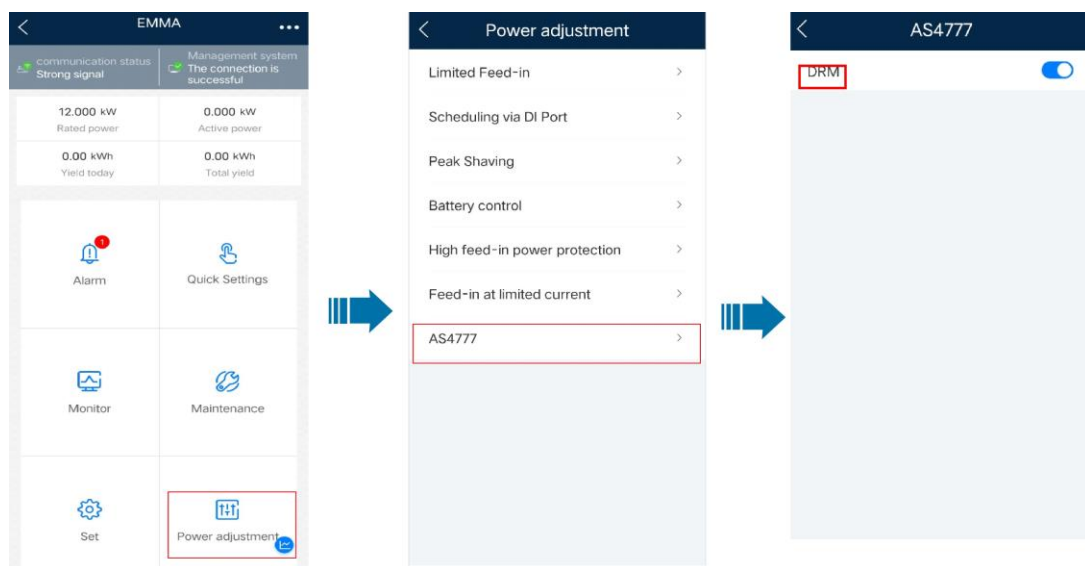 EMMA
communication status
Strong signal
Management system
The connection is
successful
12.000 kW
Rated power
0.000 kW
Active power
0.00 kWh
Yield today
0.00 kWh
Total yield
1
Alarm
Quick Settings
Monitor
Maintenance
Set
Power adjustment
Power adjustment
Limited Feed-in
Scheduling via DI Port
Peak Shaving
Battery control
High feed-in power protection
Feed-in at limited current
AS4777
AS4777
DRM